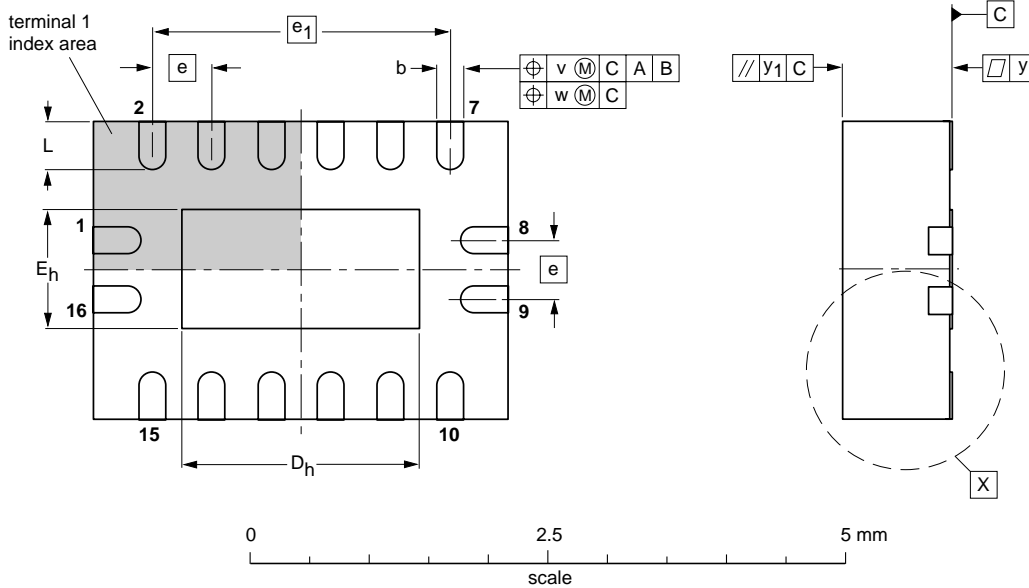 terminal 1
index area
e1
e
b
⌖ v Ⓜ C A B
⌖ w Ⓜ C
// y1 C
C
⏥ y
2
7
L
1
8
Eh
e
16
9
15
10
Dh
X
0
2.5
5 mm
scale